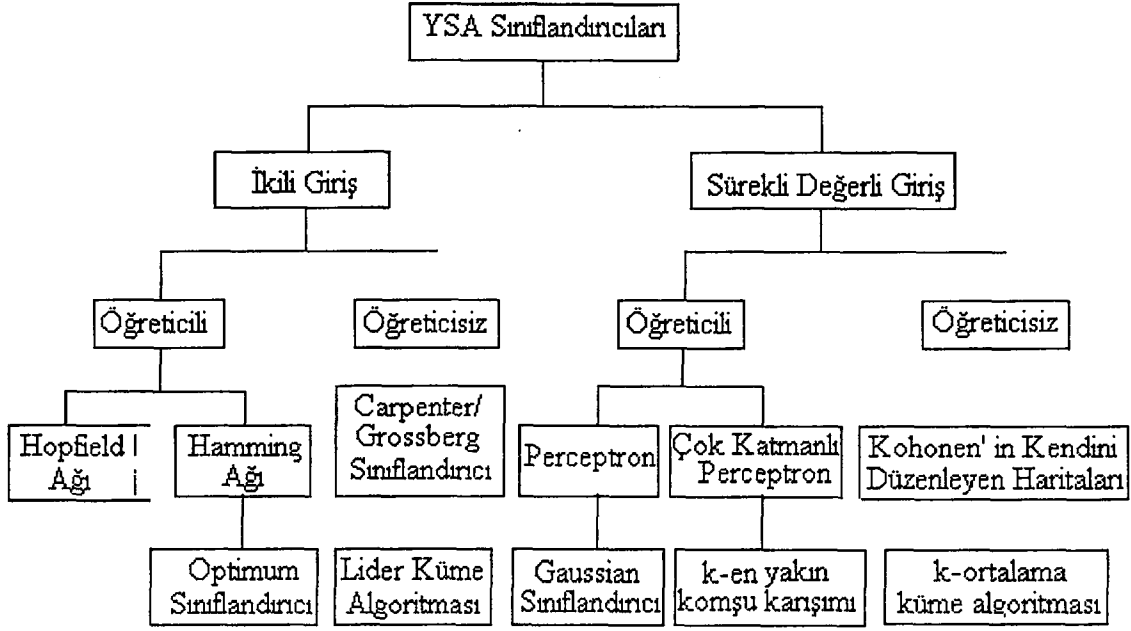 YSA Sınıflandırıcıları
İkili Giriş
Sürekli Değerli Giriş
Öğreticili
Öğreticisiz
Öğreticili
Öğreticisiz
Hopfield
Ağı
Hamming
Ağı
Carpenter/
Grossberg
Sınıflandırıcı
Perceptron
Çok Katmanlı
Perceptron
Kohonen' in Kendini
Düzenleyen Haritaları
Optimum
Sınıflandırıcı
Lider Küme
Algoritması
Gaussian
Sınıflandırıcı
k-en yakın
komşu karışımı
k-ortalama
küme algoritması